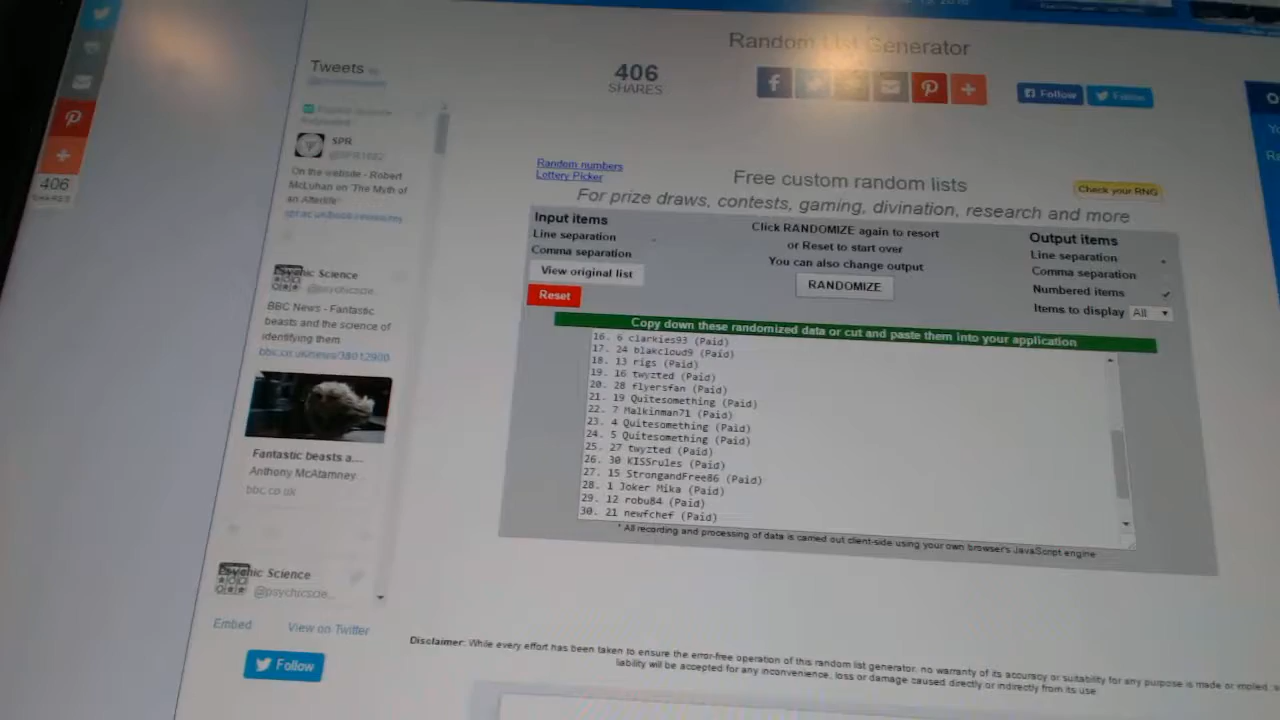 Random List Generator
406
SHARES
Follow
Tweets
406
SPR
On the website - Robert
McLuhan on 'The Myth of
an Afterlife'
Random numbers
Lottery Picker
Free custom random lists
Check your RNG
For prize draws, contests, gaming, divination, research and more
Input items
Line separation
Comma separation
View original list
Reset
Click RANDOMIZE again to resort
or Reset to start over
You can also change output
RANDOMIZE
Output items
Line separation
Comma separation
Numbered items
Items to display All
Copy down these randomized data or cut and paste them into your application
16. 6 clarkies93 (Paid)
17. 24 blakcloud9 (Paid)
18. 13 rigs (Paid)
19. 16 twyzted (Paid)
20. 28 flyersfan (Paid)
21. 19 Quitesomething (Paid)
22. 7 Malkinman71 (Paid)
23. 4 Quitesomething (Paid)
24. 5 Quitesomething (Paid)
25. 27 twyzted (Paid)
26. 30 KISSrules (Paid)
27. 15 StrongandFree86 (Paid)
28. 1 Joker Mika (Paid)
29. 12 robu84 (Paid)
30. 21 newfchef (Paid)
* All recording and processing of data is carried out client-side using your own browser's JavaScript engine
Psychic Science
@psychicscie...
BBC News - Fantastic
beasts and the science of
identifying them
bbc.co.uk/news/38012900
Fantastic beasts a...
Anthony McAtamney
bbc.co.uk
Psychic Science
@psychicscie...
Embed
View on Twitter
Follow
Disclaimer: While every effort has been taken to ensure the error-free operation of this random list generator, no warranty of its accuracy or suitability for any purpose is made or implied,
liability will be accepted for any inconvenience, loss or damage caused directly or indirectly from its use